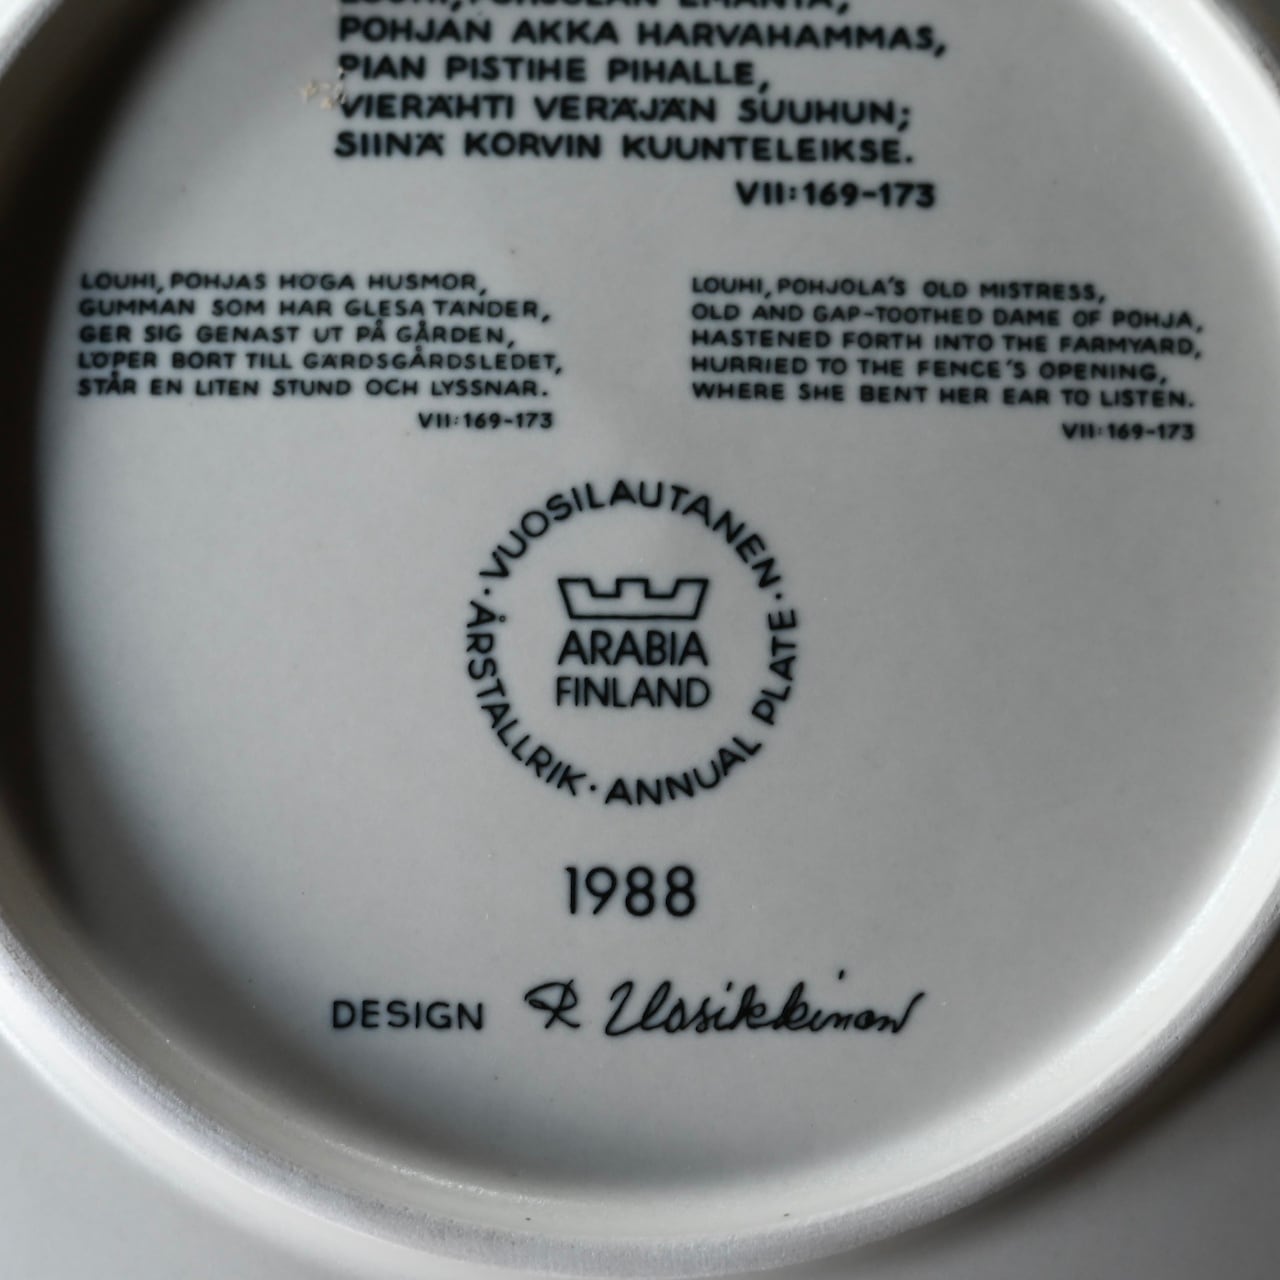 LOUHI, POHJOLAN EMÄNTÄ,
POHJAN AKKA HARVAHAMMAS,
PIAN PISTIHE PIHALLE,
VIERÄHTI VERÄJÄN SUUHUN;
SIINÄ KORVIN KUUNTELEIKSE.
VII:169-173
LOUHI, POHJAS HÖGA HUSMOR,
GUMMAN SOM HAR GLESA TÄNDER,
GER SIG GENAST UT PÅ GÅRDEN,
LÖPER BORT TILL GÄRDSGÅRDSLEDET,
STÅR EN LITEN STUND OCH LYSSNAR.
VII:169-173
LOUHI, POHJOLA'S OLD MISTRESS,
OLD AND GAP-TOOTHED DAME OF POHJA,
HASTENED FORTH INTO THE FARMYARD,
HURRIED TO THE FENCE'S OPENING,
WHERE SHE BENT HER EAR TO LISTEN.
VII:169-173
· VUOSILAUTANEN · ANNUAL PLATE · ÅRSTALLRIK
ARABIA
FINLAND
1988
DESIGN R Uosikkinen